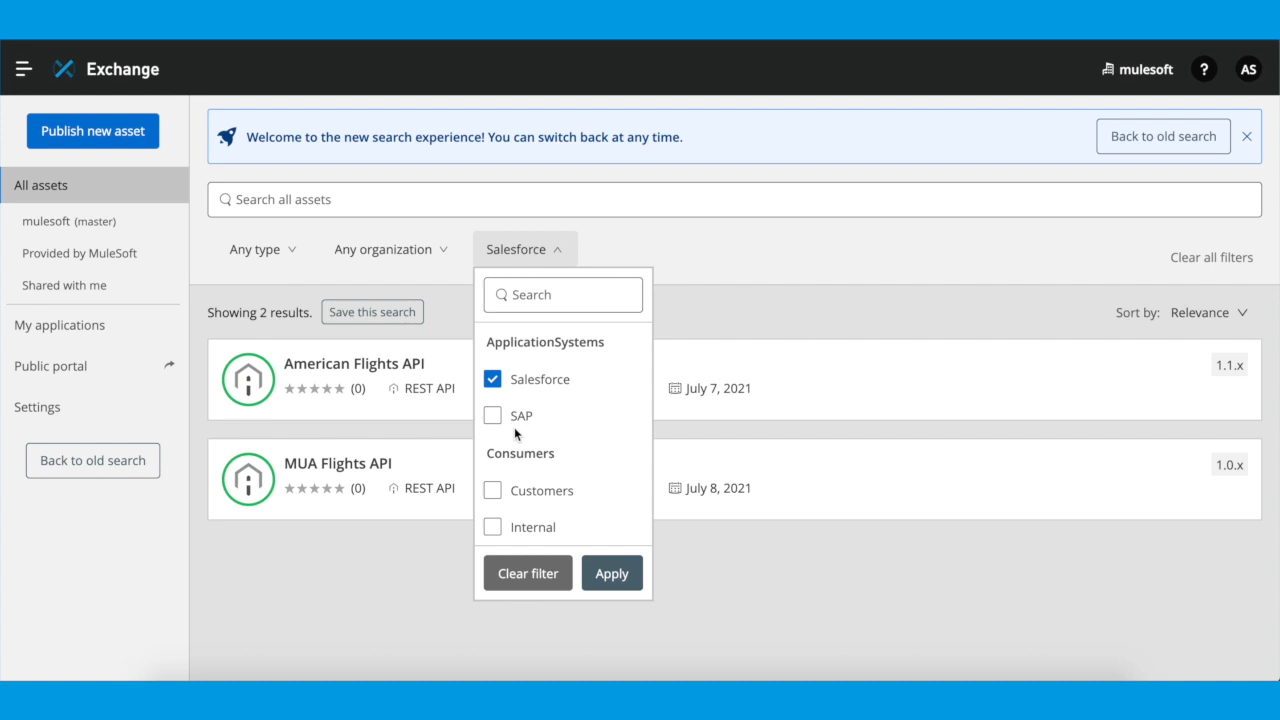 Exchange
mulesoft
?
AS
Publish new asset
All assets
mulesoft (master)
Provided by MuleSoft
Shared with me
My applications
Public portal
Settings
Back to old search
Welcome to the new search experience! You can switch back at any time.
Back to old search
Search all assets
Any type
Any organization
Salesforce
Clear all filters
Showing 2 results.
Save this search
Sort by: Relevance
American Flights API
(0)
REST API
July 7, 2021
1.1.x
MUA Flights API
(0)
REST API
July 8, 2021
1.0.x
Search
ApplicationSystems
Salesforce
SAP
Consumers
Customers
Internal
Clear filter
Apply